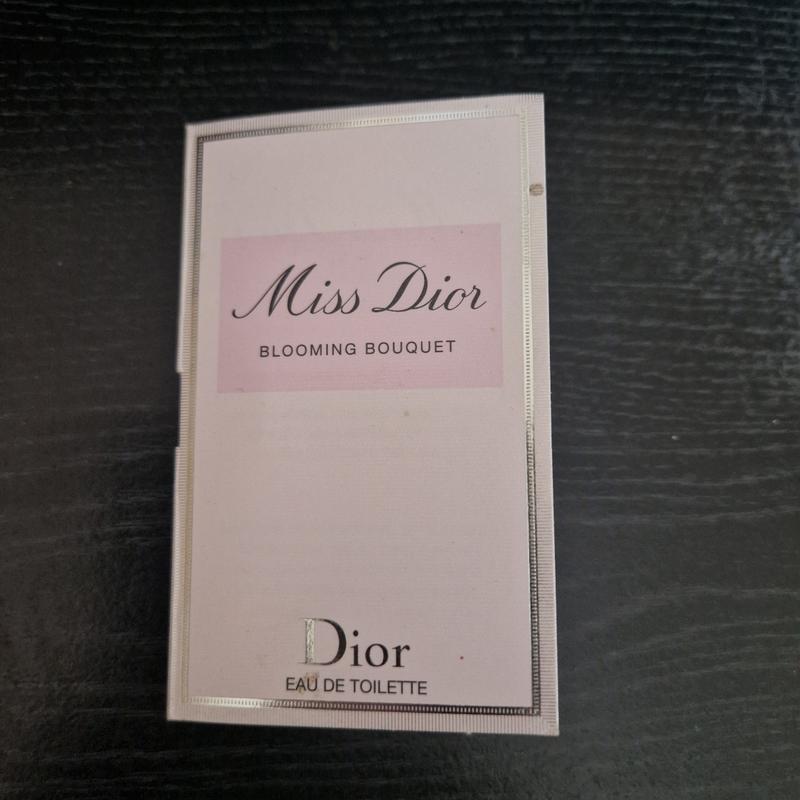 Miss Dior
BLOOMING BOUQUET
Dior
EAU DE TOILETTE